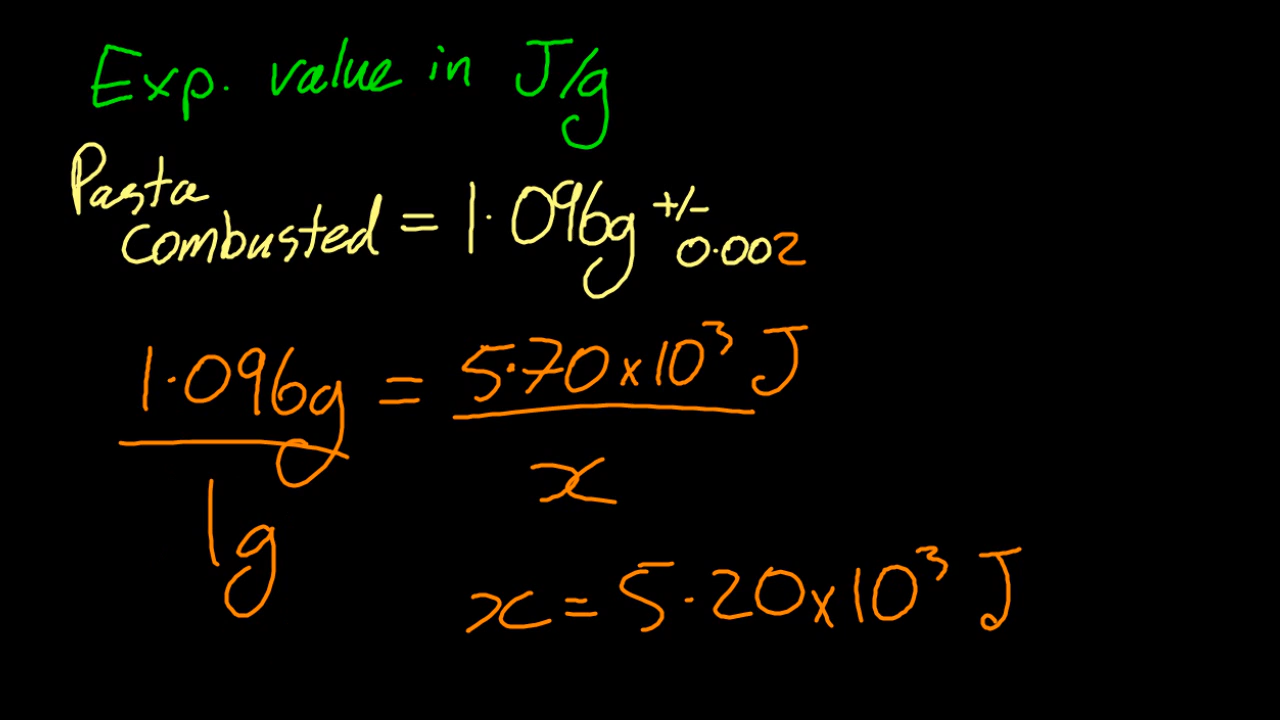 Exp. value in J/g
Pasta
combusted = 1.096g +/- 0.002
1.096g = 5.70x10³ J
1g x
x = 5.20x10³ J